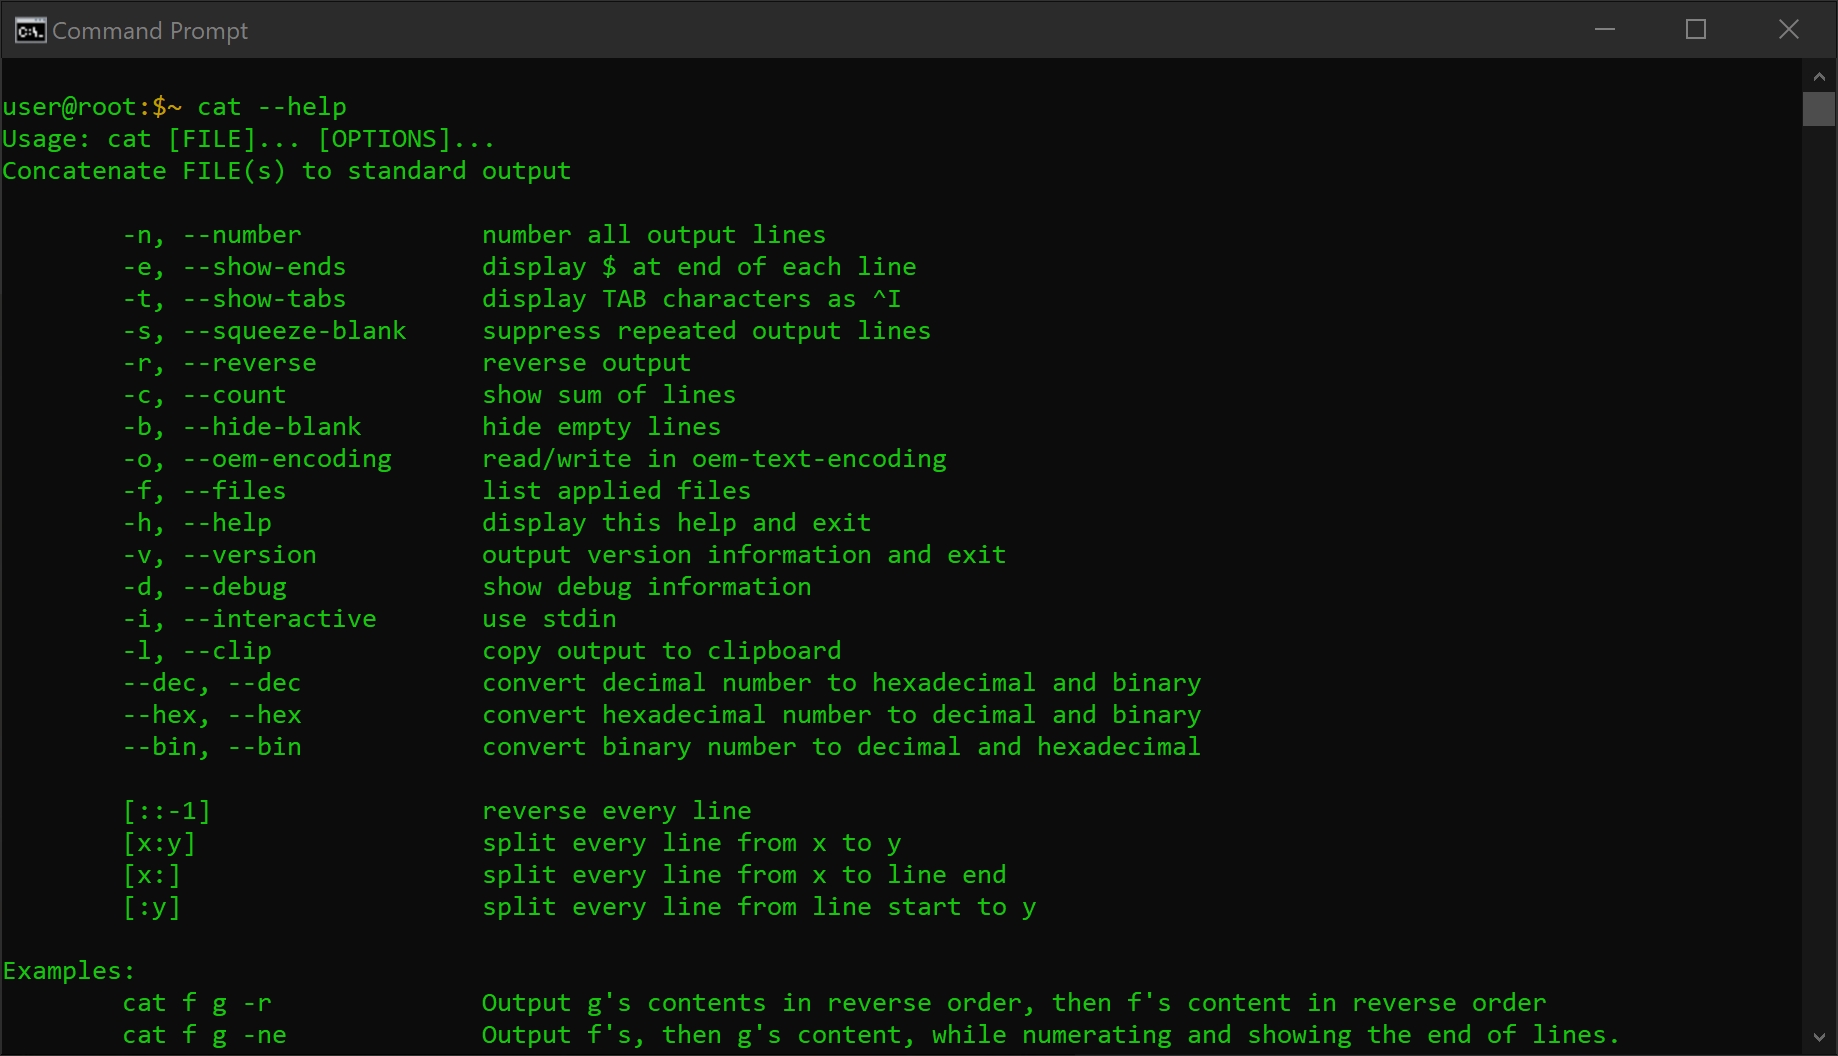 Command Prompt
user@root:$~ cat --help
Usage: cat [FILE]... [OPTIONS]...
Concatenate FILE(s) to standard output
-n, --number number all output lines
-e, --show-ends display $ at end of each line
-t, --show-tabs display TAB characters as ^I
-s, --squeeze-blank suppress repeated output lines
-r, --reverse reverse output
-c, --count show sum of lines
-b, --hide-blank hide empty lines
-o, --oem-encoding read/write in oem-text-encoding
-f, --files list applied files
-h, --help display this help and exit
-v, --version output version information and exit
-d, --debug show debug information
-i, --interactive use stdin
-l, --clip copy output to clipboard
--dec, --dec convert decimal number to hexadecimal and binary
--hex, --hex convert hexadecimal number to decimal and binary
--bin, --bin convert binary number to decimal and hexadecimal
[::-1] reverse every line
[x:y] split every line from x to y
[x:] split every line from x to line end
[:y] split every line from line start to y
Examples:
cat f g -r Output g's contents in reverse order, then f's content in reverse order
cat f g -ne Output f's, then g's content, while numerating and showing the end of lines.